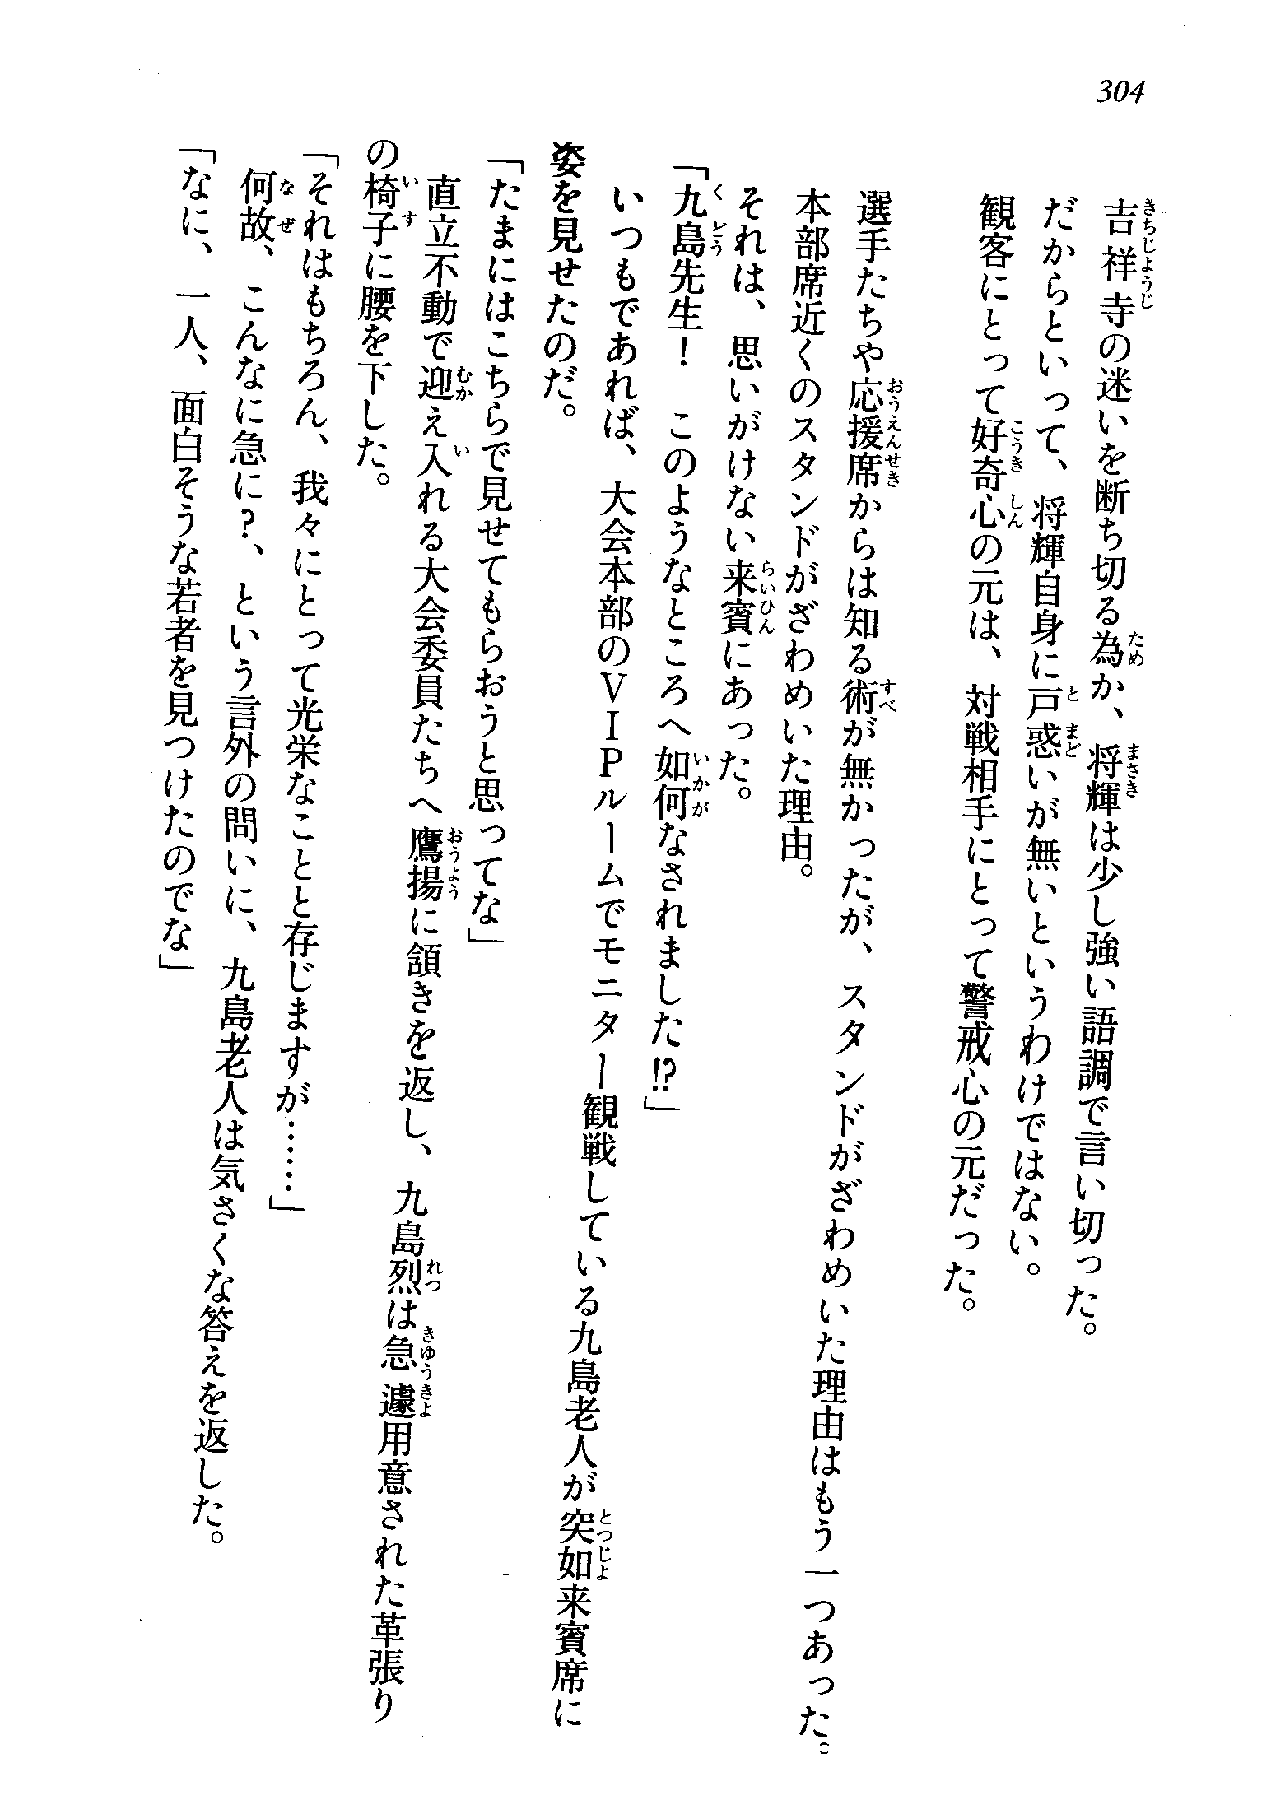 304
吉祥寺の迷いを断ち切る為か、将輝は少し強い語調で言い切った。
だからといって、将輝自身に戸惑いが無いというわけではない。
観客にとって好奇心の元は、対戦相手にとって警戒心の元だった。
選手たちや応援席からは知る術が無かったが、スタンドがざわめいた理由はもう一つあった。
本部席近くのスタンドがざわめいた理由。
それは、思いがけない来賓にあった。
「九島先生！　このようなところへ如何なされました!?」
いつもであれば、大会本部のVIPルームでモニター観戦している九島老人が突如来賓席に
姿を見せたのだ。
「たまにはこちらで見せてもらおうと思ってな」
直立不動で迎え入れる大会委員たちへ鷹揚に頷きを返し、九島烈は急遽用意された革張り
の椅子に腰を下した。
「それはもちろん、我々にとって光栄なことと存じますが……」
何故、こんなに急に？、という言外の問いに、九島老人は気さくな答えを返した。
「なに、一人、面白そうな若者を見つけたのでな」